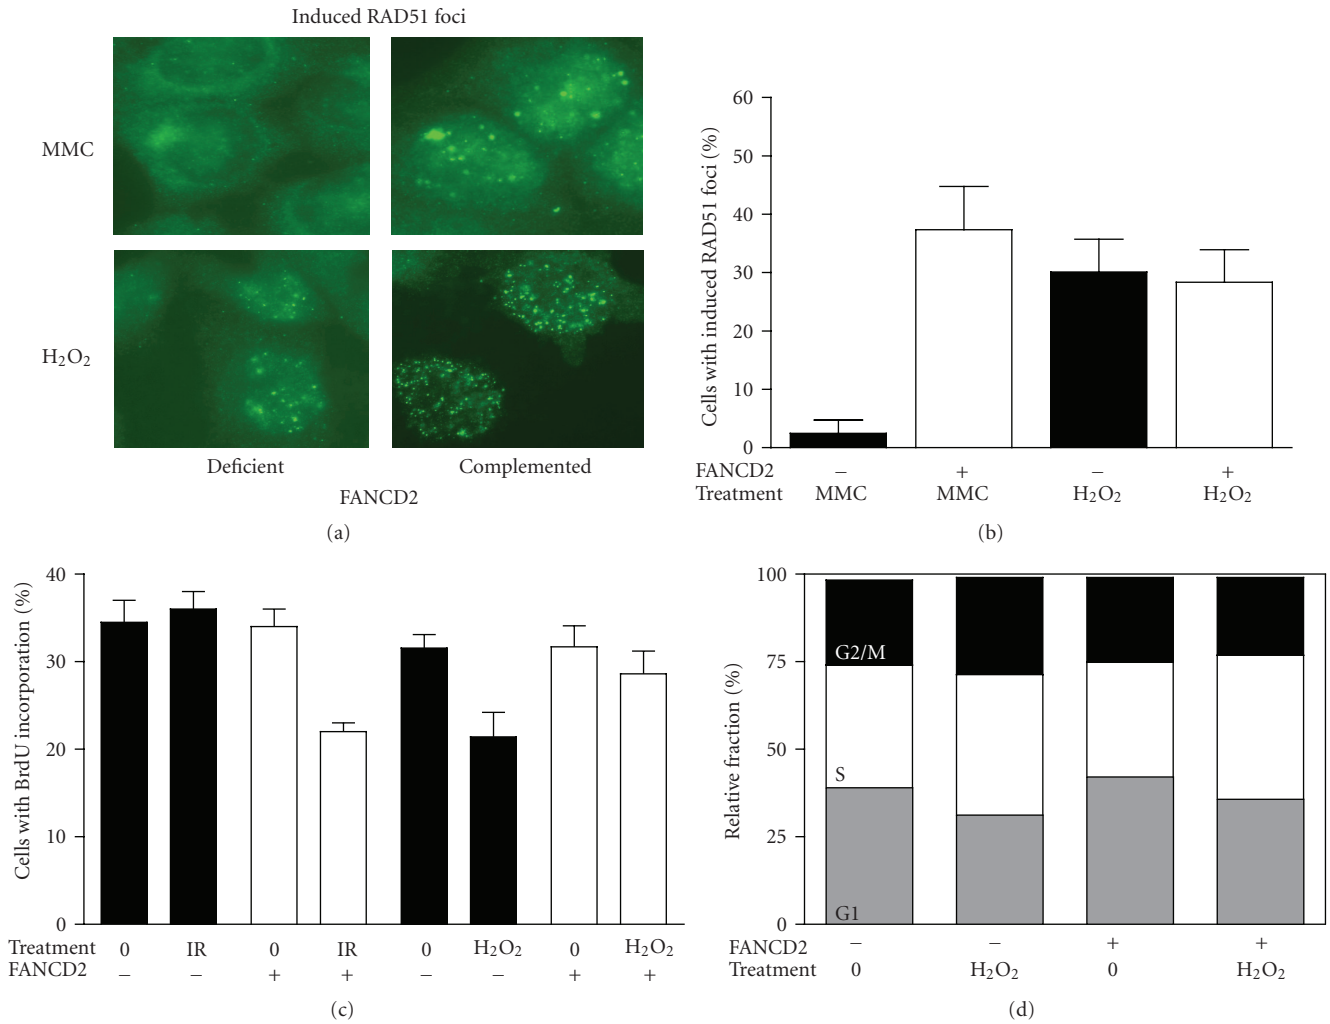 Induced RAD51 foci
MMC
H2O2
Deficient
Complemented
FANCD2
(a)
Cells with induced RAD51 foci (%)
60
50
40
30
20
10
0
FANCD2 − + − +
Treatment MMC MMC H2O2 H2O2
(b)
Cells with BrdU incorporation (%)
40
30
20
10
0
Treatment 0 IR 0 IR 0 H2O2 0 H2O2
FANCD2 − − + + − − + +
(c)
Relative fraction (%)
100
75
50
25
0
G2/M
S
G1
FANCD2 − − + +
Treatment 0 H2O2 0 H2O2
(d)